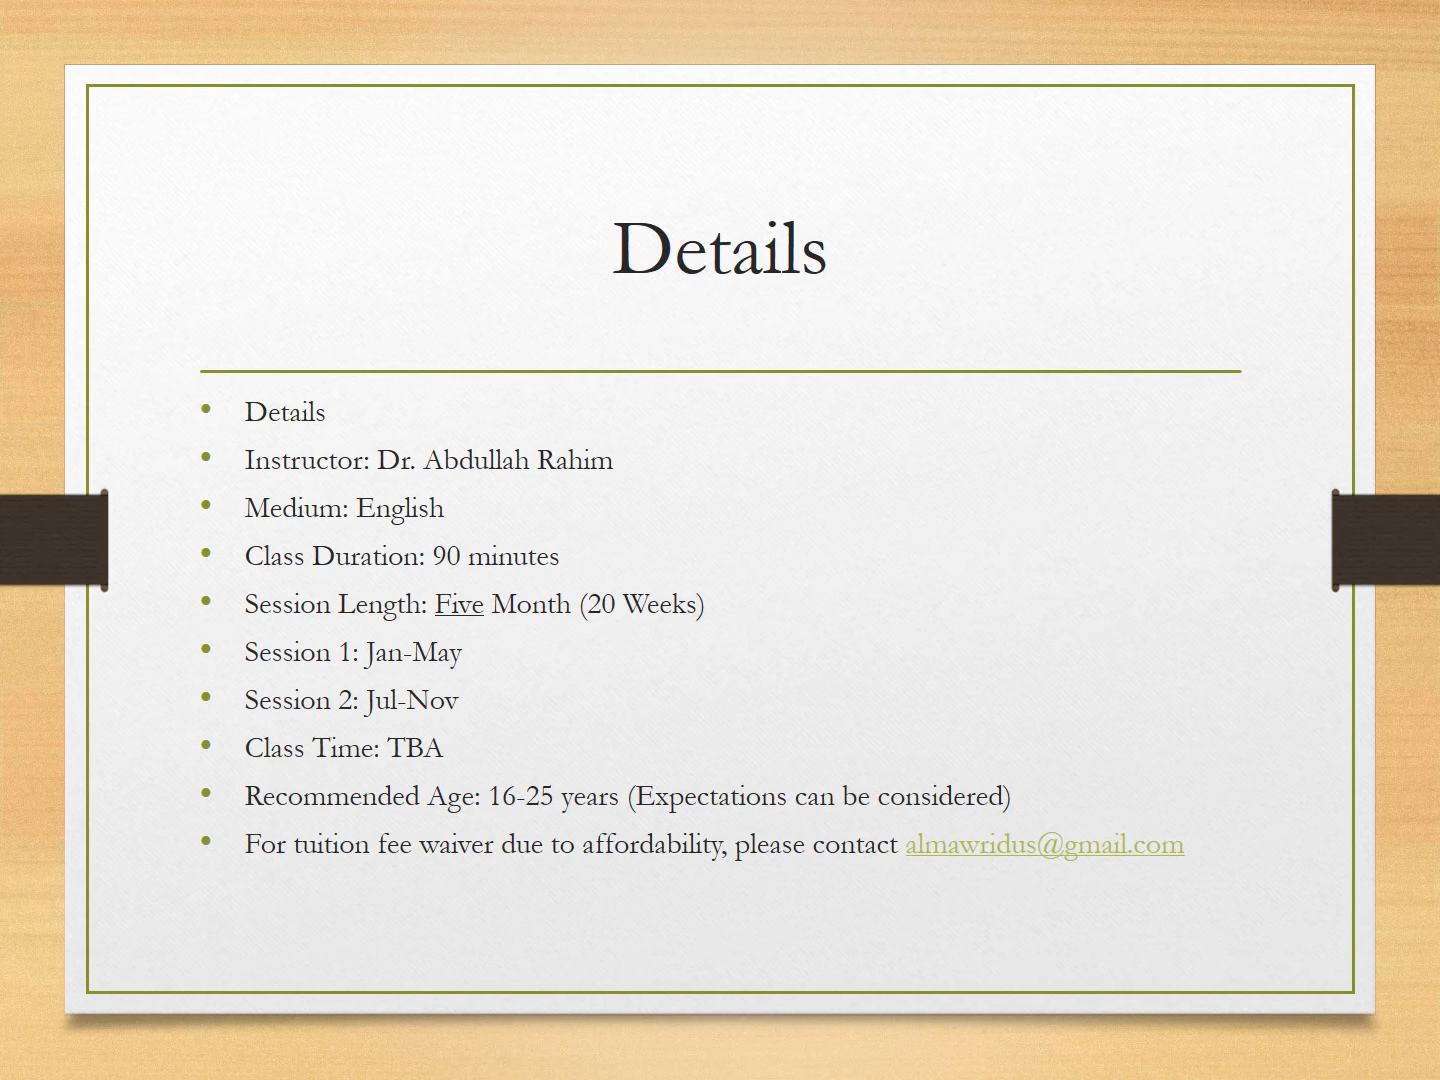 Details
• Details
• Instructor: Dr. Abdullah Rahim
• Medium: English
• Class Duration: 90 minutes
• Session Length: Five Month (20 Weeks)
• Session 1: Jan-May
• Session 2: Jul-Nov
• Class Time: TBA
• Recommended Age: 16-25 years (Expectations can be considered)
• For tuition fee waiver due to affordability, please contact almawridus@gmail.com